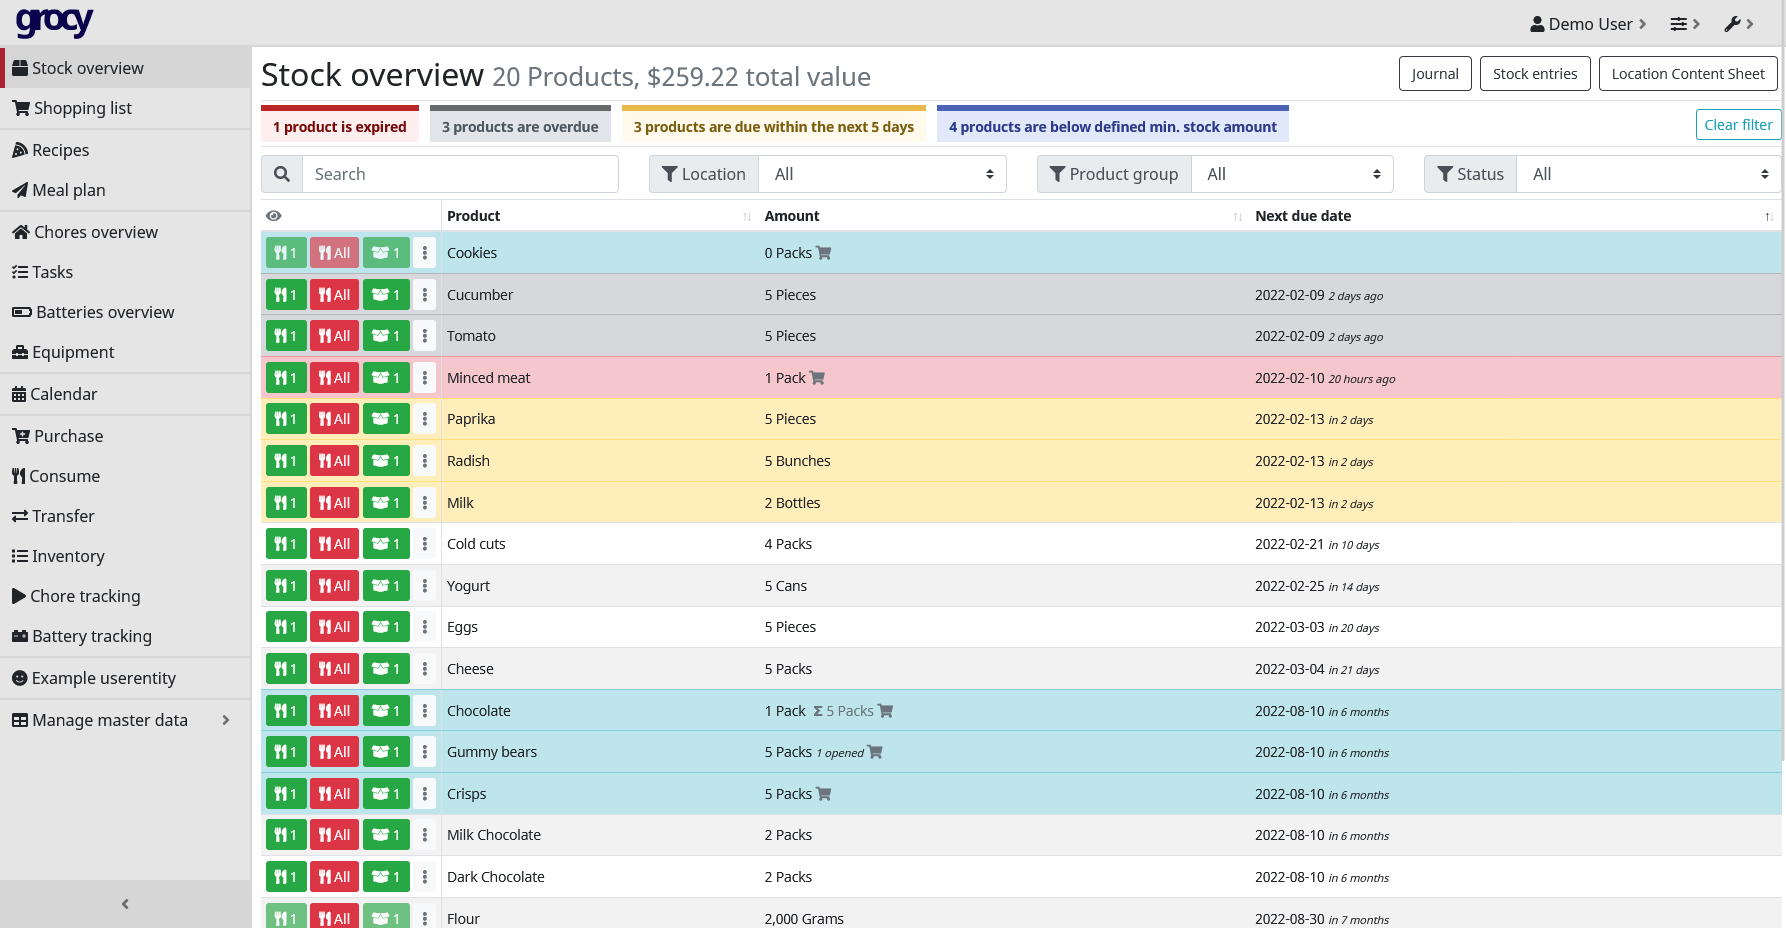 grocy
Demo User
Stock overview
Shopping list
Recipes
Meal plan
Chores overview
Tasks
Batteries overview
Equipment
Calendar
Purchase
Consume
Transfer
Inventory
Chore tracking
Battery tracking
Example userentity
Manage master data
Stock overview 20 Products, $259.22 total value
Journal Stock entries Location Content Sheet
1 product is expired 3 products are overdue 3 products are due within the next 5 days 4 products are below defined min. stock amount
Clear filter
Search Location All Product group All Status All
Product Amount Next due date
1 All 1 Cookies 0 Packs
1 All 1 Cucumber 5 Pieces 2022-02-09 2 days ago
1 All 1 Tomato 5 Pieces 2022-02-09 2 days ago
1 All 1 Minced meat 1 Pack 2022-02-10 20 hours ago
1 All 1 Paprika 5 Pieces 2022-02-13 in 2 days
1 All 1 Radish 5 Bunches 2022-02-13 in 2 days
1 All 1 Milk 2 Bottles 2022-02-13 in 2 days
1 All 1 Cold cuts 4 Packs 2022-02-21 in 10 days
1 All 1 Yogurt 5 Cans 2022-02-25 in 14 days
1 All 1 Eggs 5 Pieces 2022-03-03 in 20 days
1 All 1 Cheese 5 Packs 2022-03-04 in 21 days
1 All 1 Chocolate 1 Pack Σ 5 Packs 2022-08-10 in 6 months
1 All 1 Gummy bears 5 Packs 1 opened 2022-08-10 in 6 months
1 All 1 Crisps 5 Packs 2022-08-10 in 6 months
1 All 1 Milk Chocolate 2 Packs 2022-08-10 in 6 months
1 All 1 Dark Chocolate 2 Packs 2022-08-10 in 6 months
1 All 1 Flour 2,000 Grams 2022-08-30 in 7 months